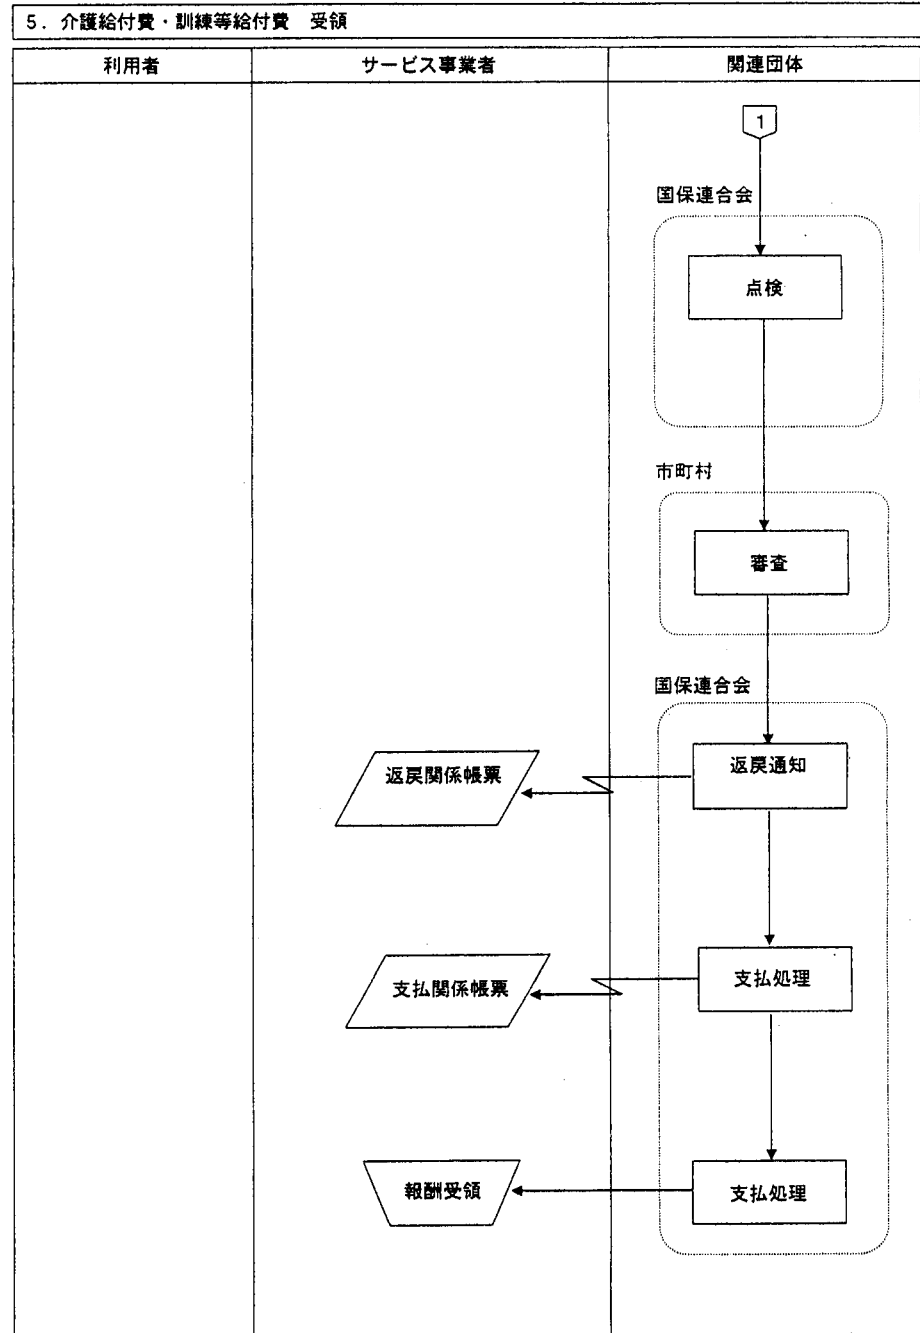 5．介護給付費・訓練等給付費　受領
利用者
サービス事業者
関連団体
1
国保連合会
点検
市町村
審査
国保連合会
返戻関係帳票
返戻通知
支払関係帳票
支払処理
報酬受領
支払処理